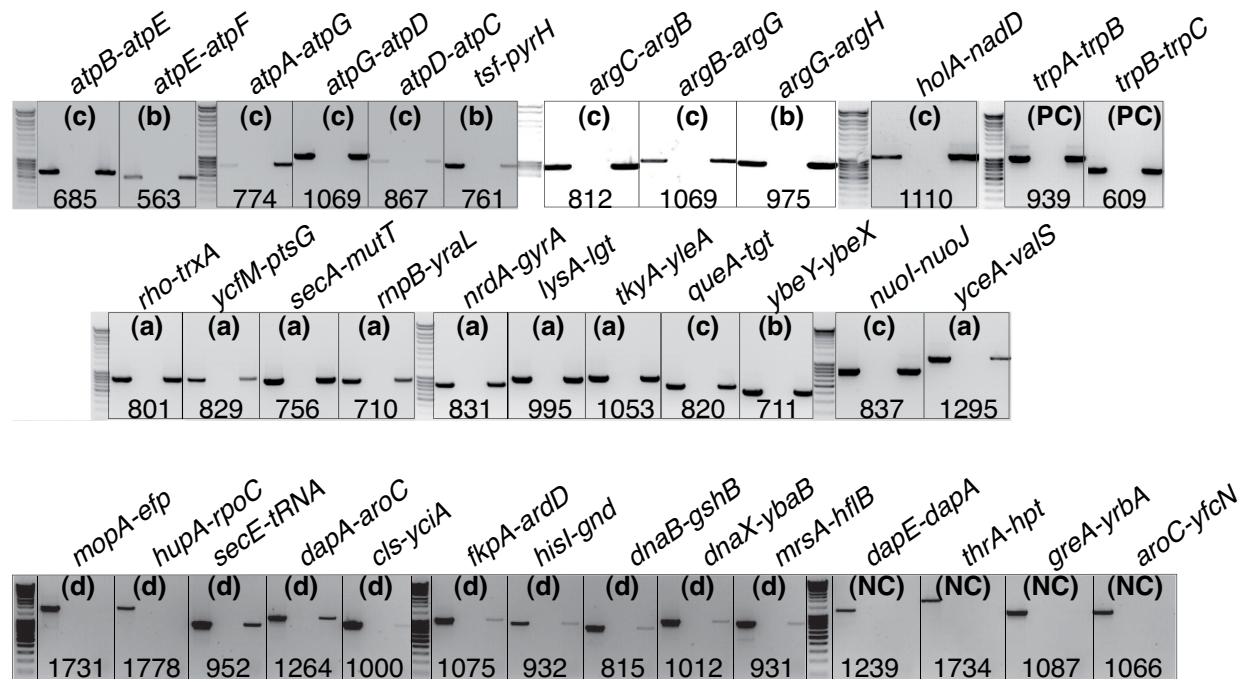 atpB-atpE atpE-atpF atpA-atpG atpG-atpD atpD-atpC tsf-pyrH argC-argB argB-argG argG-argH holA-nadD trpA-trpB trpB-trpC
(c) (b) (c) (c) (c) (b) (c) (c) (b) (c) (PC) (PC)
685 563 774 1069 867 761 812 1069 975 1110 939 609
rho-trxA ycfM-ptsG secA-mutT rnpB-yraL nrdA-gyrA lysA-lgt tkyA-yleA queA-tgt ybeY-ybeX nuoI-nuoJ yceA-valS
(a) (a) (a) (a) (a) (a) (a) (c) (b) (c) (a)
801 829 756 710 831 995 1053 820 711 837 1295
mopA-efp hupA-rpoC secE-tRNA dapA-aroC cls-yciA fkpA-ardD hisI-gnd dnaB-gshB dnaX-ybaB mrsA-hflB dapE-dapA thrA-hpt greA-yrbA aroC-yfcN
(d) (d) (d) (d) (d) (d) (d) (d) (d) (d) (NC) (NC) (NC) (NC)
1731 1778 952 1264 1000 1075 932 815 1012 931 1239 1734 1087 1066